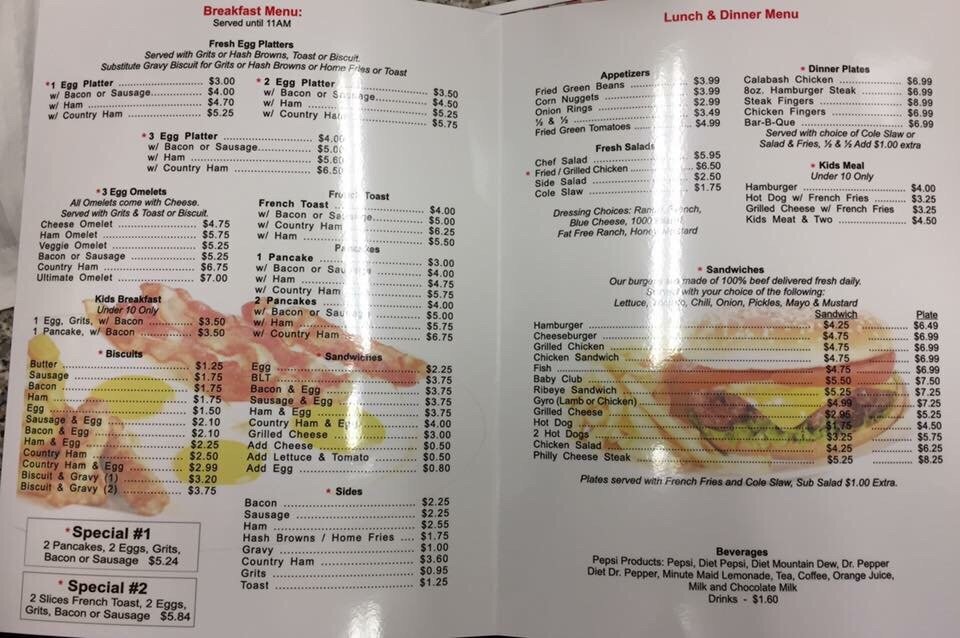 Breakfast Menu:
Served until 11AM
Fresh Egg Platters
Served with Grits or Hash Browns, Toast or Biscuit.
Substitute Gravy Biscuit for Grits or Hash Browns or Home Fries or Toast
*1 Egg Platter $3.00
w/ Bacon or Sausage $4.00
w/ Ham $4.70
w/ Country Ham $5.25
*2 Egg Platter $3.50
w/ Bacon or Sausage $4.50
w/ Ham $5.25
w/ Country Ham $5.75
*3 Egg Platter $4.00
w/ Bacon or Sausage $5.00
w/ Ham $5.60
w/ Country Ham $6.50
*3 Egg Omelets
All Omelets come with Cheese.
Served with Grits & Toast or Biscuit.
Cheese Omelet $4.75
Ham Omelet $5.75
Veggie Omelet $5.25
Bacon or Sausage $5.25
Country Ham $6.75
Ultimate Omelet $7.00
Kids Breakfast
Under 10 Only
1 Egg, Grits, w/ Bacon $3.50
1 Pancake, w/ Bacon $3.50
* Biscuits
Butter $1.25
Sausage $1.75
Bacon $1.75
Ham $1.75
Egg $1.50
Sausage & Egg $2.10
Bacon & Egg $2.10
Ham & Egg $2.25
Country Ham $2.50
Country Ham & Egg $2.99
Biscuit & Gravy (1) $3.20
Biscuit & Gravy (2) $3.75
*Special #1
2 Pancakes, 2 Eggs, Grits,
Bacon or Sausage $5.24
* Special #2
2 Slices French Toast, 2 Eggs,
Grits, Bacon or Sausage $5.84
French Toast
French Toast $4.00
w/ Bacon or Sausage $5.00
w/ Country Ham $6.25
w/ Ham $5.50
Pancakes
1 Pancake $3.00
w/ Bacon or Sausage $4.00
w/ Ham $4.75
w/ Country Ham $5.75
2 Pancakes $4.00
w/ Bacon or Sausage $5.00
w/ Ham $5.75
w/ Country Ham $6.75
* Sandwiches
Egg $2.25
BLT $3.75
Bacon & Egg $3.75
Sausage & Egg $3.75
Ham & Egg $3.75
Country Ham & Egg $4.00
Grilled Cheese $3.00
Add Cheese $0.50
Add Lettuce & Tomato $0.50
Add Egg $0.80
* Sides
Bacon $2.25
Sausage $2.25
Ham $2.55
Hash Browns / Home Fries $1.75
Gravy $1.00
Country Ham $3.60
Grits $0.95
Toast $1.25
Lunch & Dinner Menu
Appetizers
Fried Green Beans $3.99
Corn Nuggets $3.99
Onion Rings $2.99
½ & ½ $3.49
Fried Green Tomatoes $4.99
Fresh Salads
Chef Salad $5.95
* Fried / Grilled Chicken $6.50
Side Salad $2.50
Cole Slaw $1.75
Dressing Choices: Ranch, French,
Blue Cheese, 1000 Island,
Fat Free Ranch, Honey Mustard
* Dinner Plates
Calabash Chicken $6.99
8oz. Hamburger Steak $6.99
Steak Fingers $8.99
Chicken Fingers $6.99
Bar-B-Que $6.99
Served with choice of Cole Slaw or
Salad & Fries, ½ & ½ Add $1.00 extra
* Kids Meal
Under 10 Only
Hamburger $4.00
Hot Dog w/ French Fries $3.25
Grilled Cheese w/ French Fries $3.25
Kids Meat & Two $4.50
* Sandwiches
Our burgers are made of 100% beef delivered fresh daily.
Served with your choice of the following:
Lettuce, Tomato, Chili, Onion, Pickles, Mayo & Mustard
Sandwich Plate
Hamburger $4.25 $6.49
Cheeseburger $4.75 $6.99
Grilled Chicken $4.75 $6.99
Chicken Sandwich $4.75 $6.99
Fish $4.75 $6.99
Baby Club $5.50 $7.50
Ribeye Sandwich $5.25 $7.25
Gyro (Lamb or Chicken) $4.99 $7.25
Grilled Cheese $2.95 $5.25
Hot Dog $1.75 $4.50
2 Hot Dogs $3.25 $5.75
Chicken Salad $4.25 $6.25
Philly Cheese Steak $5.25 $8.25
Plates served with French Fries and Cole Slaw, Sub Salad $1.00 Extra.
Beverages
Pepsi Products: Pepsi, Diet Pepsi, Diet Mountain Dew, Dr. Pepper
Diet Dr. Pepper, Minute Maid Lemonade, Tea, Coffee, Orange Juice,
Milk and Chocolate Milk
Drinks - $1.60